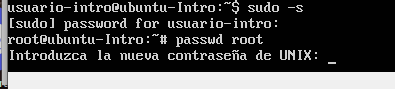 usuario-intro@ubuntu-Intro:~$ sudo -s
[sudo] password for usuario-intro:
root@ubuntu-Intro:~# passwd root
Introduzca la nueva contraseña de UNIX: _